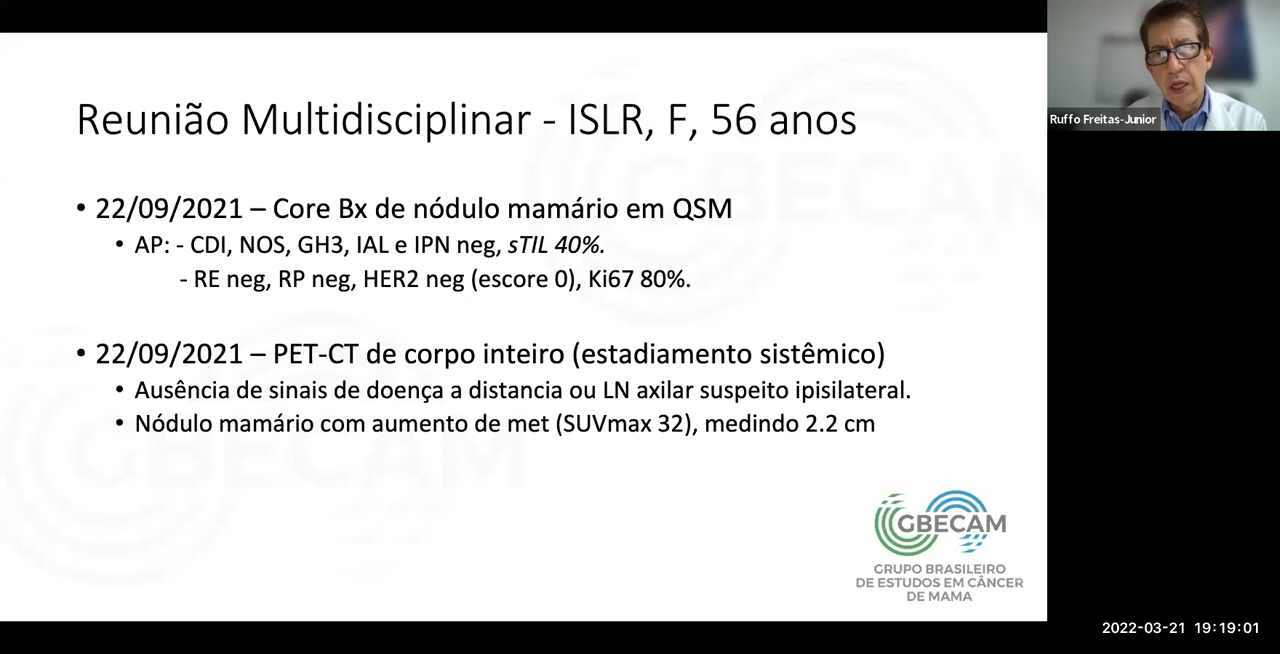 Reunião Multidisciplinar - ISLR, F, 56 anos
• 22/09/2021 – Core Bx de nódulo mamário em QSM
• AP: - CDI, NOS, GH3, IAL e IPN neg, sTIL 40%.
- RE neg, RP neg, HER2 neg (escore 0), Ki67 80%.
• 22/09/2021 – PET-CT de corpo inteiro (estadiamento sistêmico)
• Ausência de sinais de doença a distancia ou LN axilar suspeito ipisilateral.
• Nódulo mamário com aumento de met (SUVmax 32), medindo 2.2 cm
GBECAM
GRUPO BRASILEIRO
DE ESTUDOS EM CÂNCER
DE MAMA
GBECAM
GBECAM
Ruffo Freitas-Junior
2022-03-21 19:19:01